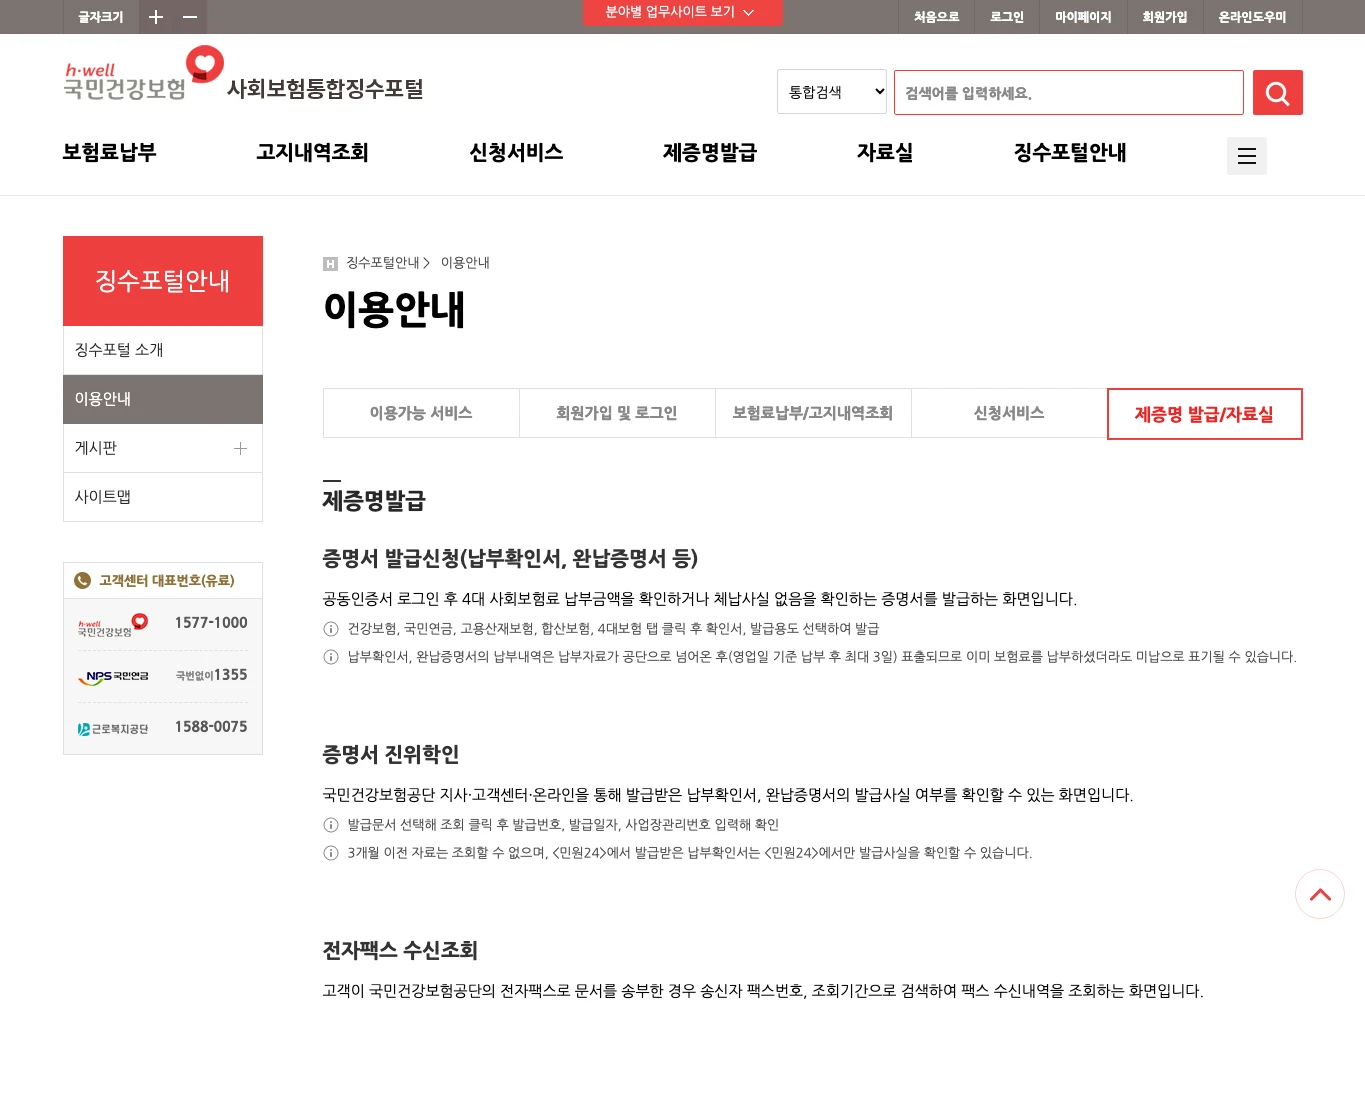 글자크기
분야별 업무사이트 보기
처음으로
로그인
마이페이지
회원가입
온라인도우미
h·well
국민건강보험
사회보험통합징수포털
통합검색
검색어를 입력하세요.
보험료납부
고지내역조회
신청서비스
제증명발급
자료실
징수포털안내
징수포털안내
징수포털 소개
이용안내
게시판
사이트맵
고객센터 대표번호(유료)
h·well
국민건강보험
1577-1000
NPS 국민연금
국번없이1355
근로복지공단
1588-0075
H 징수포털안내 > 이용안내
이용안내
이용가능 서비스
회원가입 및 로그인
보험료납부/고지내역조회
신청서비스
제증명 발급/자료실
제증명발급
증명서 발급신청(납부확인서, 완납증명서 등)
공동인증서 로그인 후 4대 사회보험료 납부금액을 확인하거나 체납사실 없음을 확인하는 증명서를 발급하는 화면입니다.
건강보험, 국민연금, 고용산재보험, 합산보험, 4대보험 탭 클릭 후 확인서, 발급용도 선택하여 발급
납부확인서, 완납증명서의 납부내역은 납부자료가 공단으로 넘어온 후(영업일 기준 납부 후 최대 3일) 표출되므로 이미 보험료를 납부하셨더라도 미납으로 표기될 수 있습니다.
증명서 진위확인
국민건강보험공단 지사·고객센터·온라인을 통해 발급받은 납부확인서, 완납증명서의 발급사실 여부를 확인할 수 있는 화면입니다.
발급문서 선택해 조회 클릭 후 발급번호, 발급일자, 사업장관리번호 입력해 확인
3개월 이전 자료는 조회할 수 없으며, <민원24>에서 발급받은 납부확인서는 <민원24>에서만 발급사실을 확인할 수 있습니다.
전자팩스 수신조회
고객이 국민건강보험공단의 전자팩스로 문서를 송부한 경우 송신자 팩스번호, 조회기간으로 검색하여 팩스 수신내역을 조회하는 화면입니다.